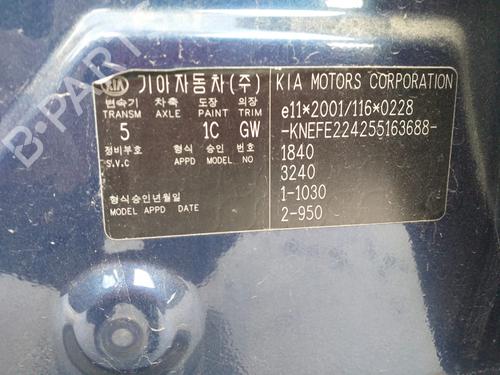 KIA 기아자동차(주)
변속기 차축 도장 의장
TRANSM AXLE PAINT TRIM
5 1C GW
정비부호 형식 승인 번호
S.V.C APPD MODEL NO
형식승인년월일
MODEL APPD DATE
KIA MOTORS CORPORATION
e11*2001/116*0228
-KNEFE224255163688-
1840
3240
1-1030
2-950
B-PARTS